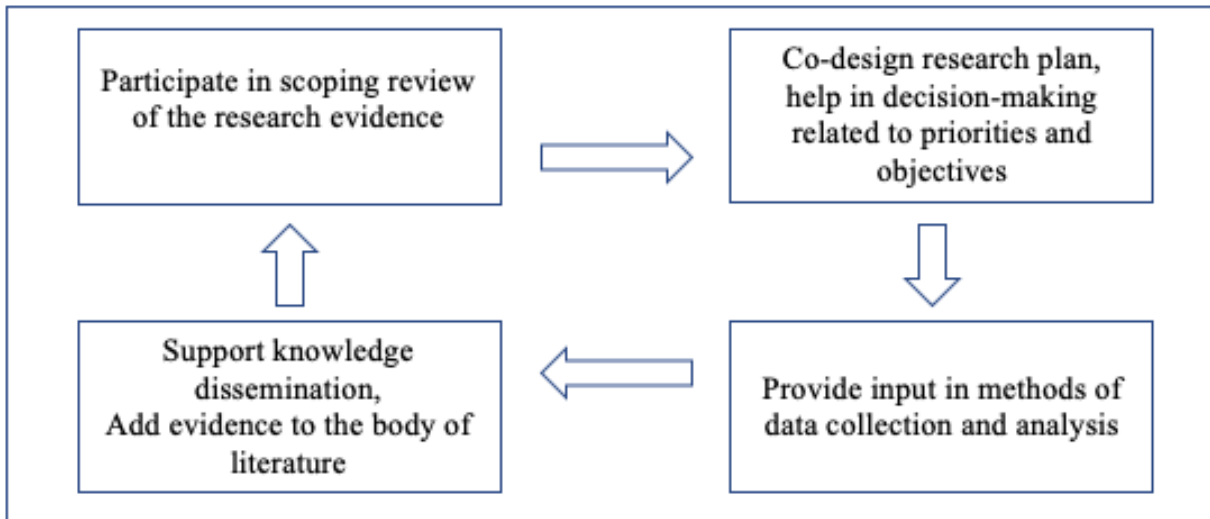 Participate in scoping review
of the research evidence
Co-design research plan,
help in decision-making
related to priorities and
objectives
Provide input in methods of
data collection and analysis
Support knowledge
dissemination,
Add evidence to the body of
literature